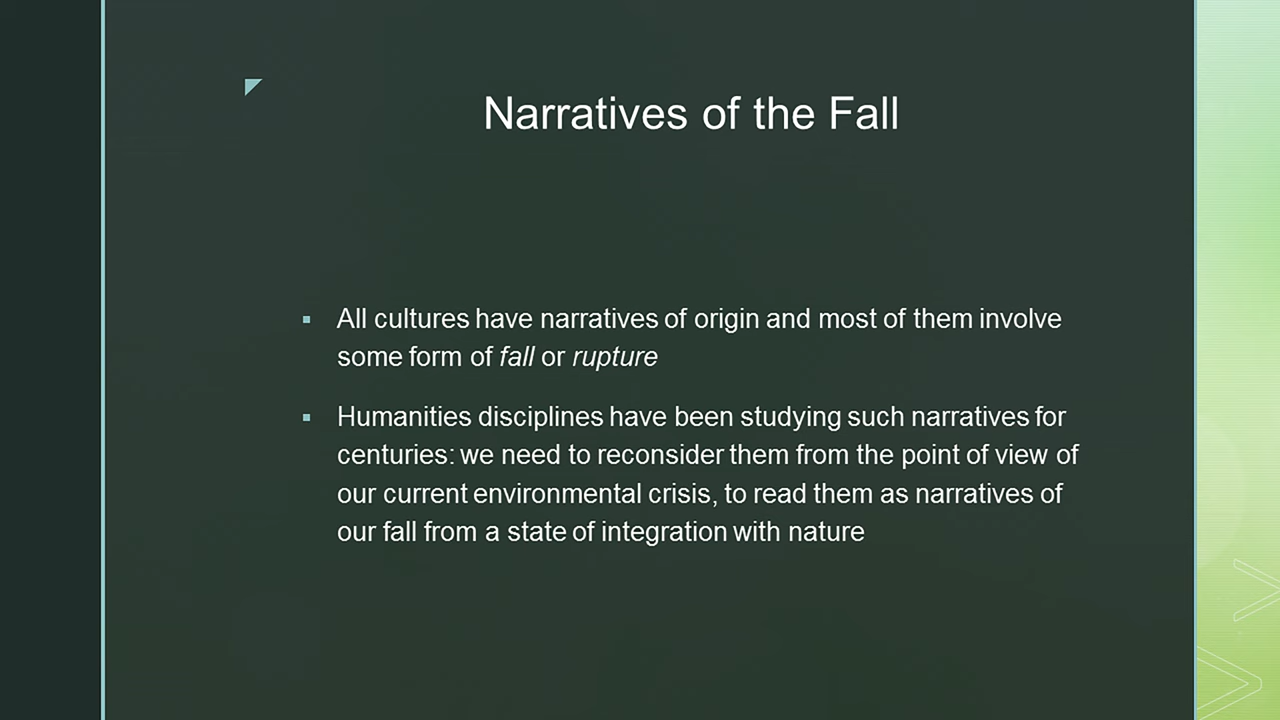 Narratives of the Fall
▪ All cultures have narratives of origin and most of them involve
some form of fall or rupture
▪ Humanities disciplines have been studying such narratives for
centuries: we need to reconsider them from the point of view of
our current environmental crisis, to read them as narratives of
our fall from a state of integration with nature